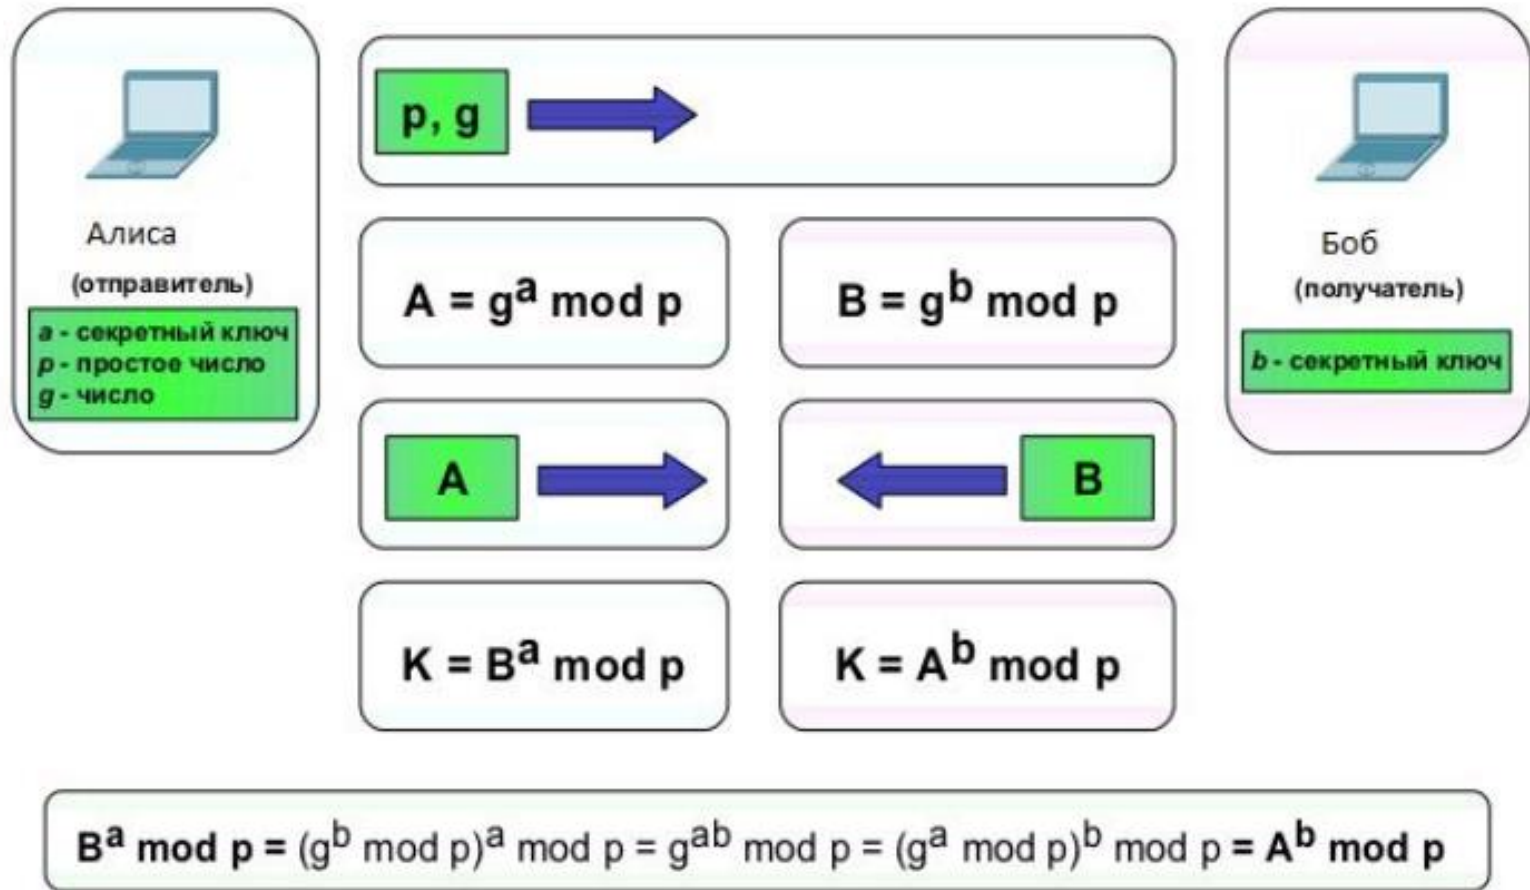 p, g
Алиса
(отправитель)
a - секретный ключ
p - простое число
g - число
Боб
(получатель)
b - секретный ключ
A = g^a mod p
B = g^b mod p
A
B
K = B^a mod p
K = A^b mod p
B^a mod p = (g^b mod p)^a mod p = g^ab mod p = (g^a mod p)^b mod p = A^b mod p